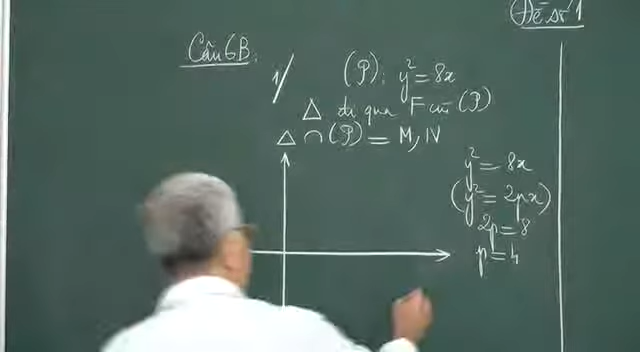 Đề số 1
Câu 6B:
1/ (P): y² = 8x
Δ đi qua F của (P)
Δ ∩ (P) = M, N
y² = 8x
(y² = 2px)
2p = 8
p = 4